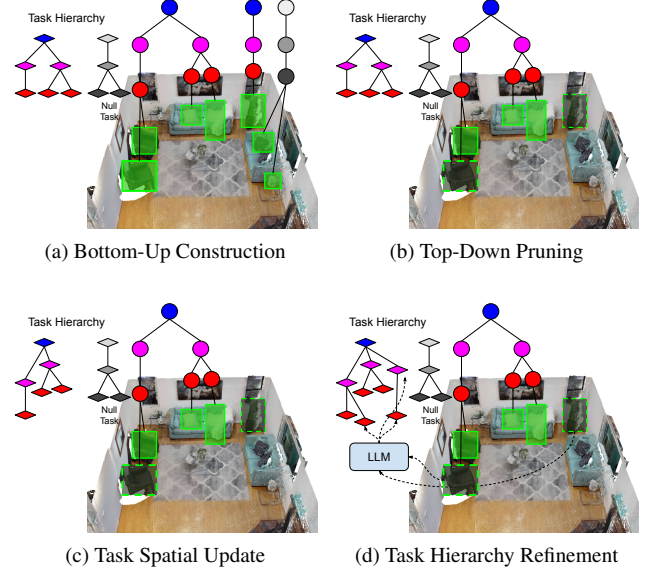 Task Hierarchy
Null
Task
(a) Bottom-Up Construction
Task Hierarchy
Null
Task
(b) Top-Down Pruning
Task Hierarchy
Null
Task
(c) Task Spatial Update
Task Hierarchy
Null
Task
LLM
(d) Task Hierarchy Refinement